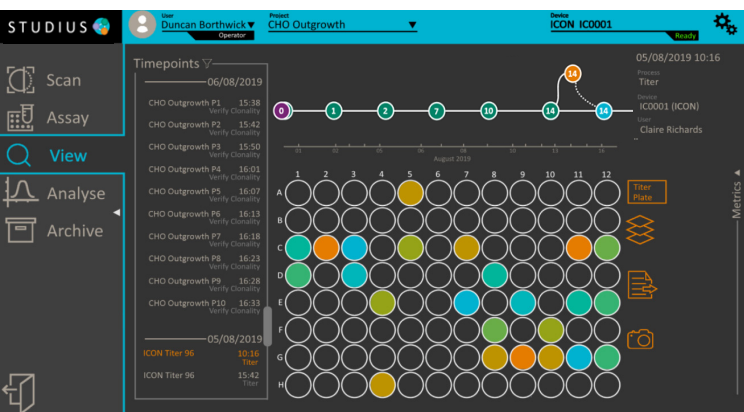 STUDIUS
User
Duncan Borthwick
Operator
Project
CHO Outgrowth
Device
ICON IC0001
Ready
Scan
Assay
View
Analyse
Archive
Timepoints
06/08/2019
CHO Outgrowth P1 15:38
Verify Clonality
CHO Outgrowth P2 15:42
Verify Clonality
CHO Outgrowth P3 15:50
Verify Clonality
CHO Outgrowth P4 16:01
Verify Clonality
CHO Outgrowth P5 16:07
Verify Clonality
CHO Outgrowth P6 16:13
Verify Clonality
CHO Outgrowth P7 16:18
Verify Clonality
CHO Outgrowth P8 16:23
Verify Clonality
CHO Outgrowth P9 16:28
Verify Clonality
CHO Outgrowth P10 16:33
Verify Clonality
05/08/2019
ICON Titer 96 10:16
Titer
ICON Titer 96 15:42
Titer
14
0 1 2 7 10 14 14
August 2019
05/08/2019 10:16
Process
Titer
Device
IC0001 (ICON)
User
Claire Richards
1 2 3 4 5 6 7 8 9 10 11 12
A
B
C
D
E
F
G
H
Titer
Plate
Metrics